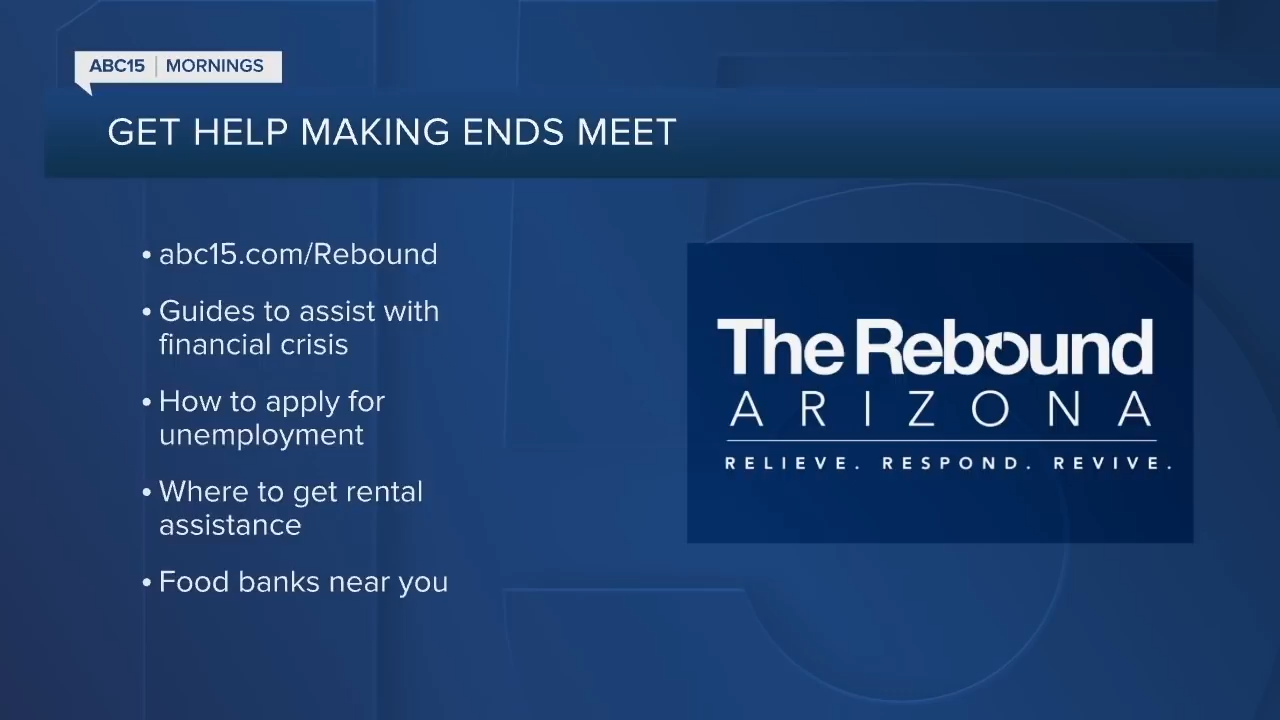 ABC15 | MORNINGS
GET HELP MAKING ENDS MEET
• abc15.com/Rebound
• Guides to assist with
financial crisis
• How to apply for
unemployment
• Where to get rental
assistance
• Food banks near you
The Rebound
ARIZONA
RELIEVE. RESPOND. REVIVE.